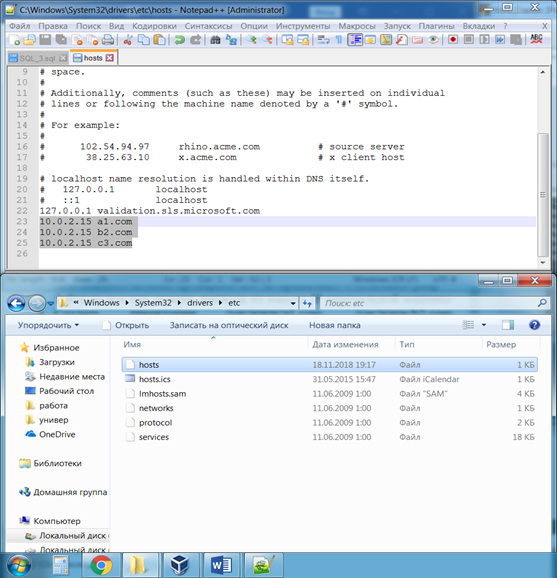 C:\Windows\System32\drivers\etc\hosts - Notepad++ [Administrator]
Файл Правка Поиск Вид Кодировки Синтаксис Опции Инструменты Макросы Запуск Плагины Вкладки ? X
SQL_3.sql hosts
9 # space.
10 #
11 # Additionally, comments (such as these) may be inserted on individual
12 # lines or following the machine name denoted by a '#' symbol.
13 #
14 # For example:
15 #
16 # 102.54.94.97 rhino.acme.com # source server
17 # 38.25.63.10 x.acme.com # x client host
18
19 # localhost name resolution is handled within DNS itself.
20 # 127.0.0.1 localhost
21 # ::1 localhost
22 127.0.0.1 validation.sls.microsoft.com
23 10.0.2.15 a1.com
24 10.0.2.15 b2.com
25 10.0.2.15 c3.com
26
« Windows ▸ System32 ▸ drivers ▸ etc Поиск: etc
Упорядочить Открыть Записать на оптический диск Новая папка
Избранное
Загрузки
Недавние места
Рабочий стол
работа
универ
OneDrive
Библиотеки
Домашняя группа
Компьютер
Локальный диск
Локальный диск
Имя Дата изменения Тип Размер
hosts 18.11.2018 19:17 Файл 1 КБ
hosts.ics 31.05.2015 15:47 Файл iCalendar 1 КБ
lmhosts.sam 11.06.2009 1:00 Файл "SAM" 4 КБ
networks 11.06.2009 1:00 Файл 1 КБ
protocol 11.06.2009 1:00 Файл 2 КБ
services 11.06.2009 1:00 Файл 18 КБ